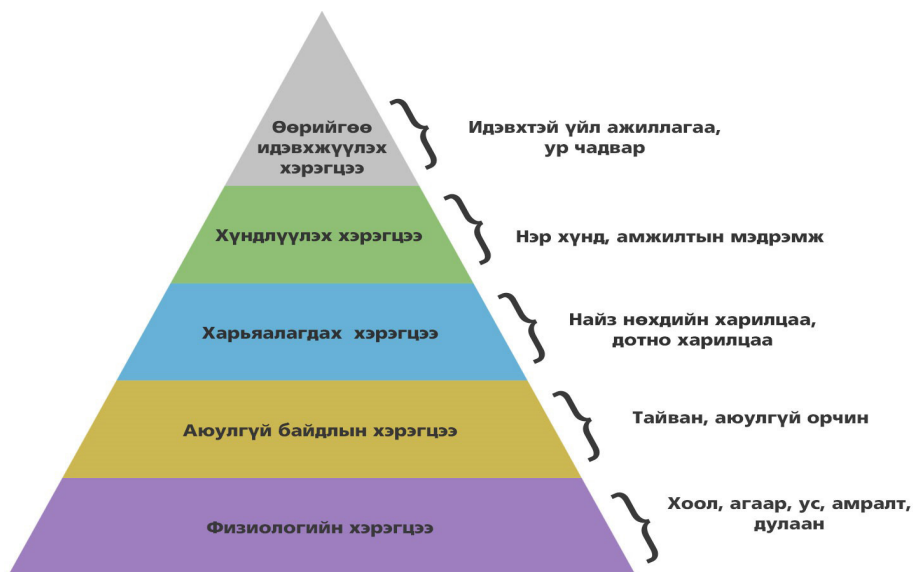 Өөрийгөө
идэвхжүүлэх
хэрэгцээ
Идэвхтэй үйл ажиллагаа,
ур чадвар
Хүндлүүлэх хэрэгцээ
Нэр хүнд, амжилтын мэдрэмж
Харьяалагдах хэрэгцээ
Найз нөхдийн харилцаа,
дотно харилцаа
Аюулгүй байдлын хэрэгцээ
Тайван, аюулгүй орчин
Физиологийн хэрэгцээ
Хоол, агаар, ус, амралт,
дулаан